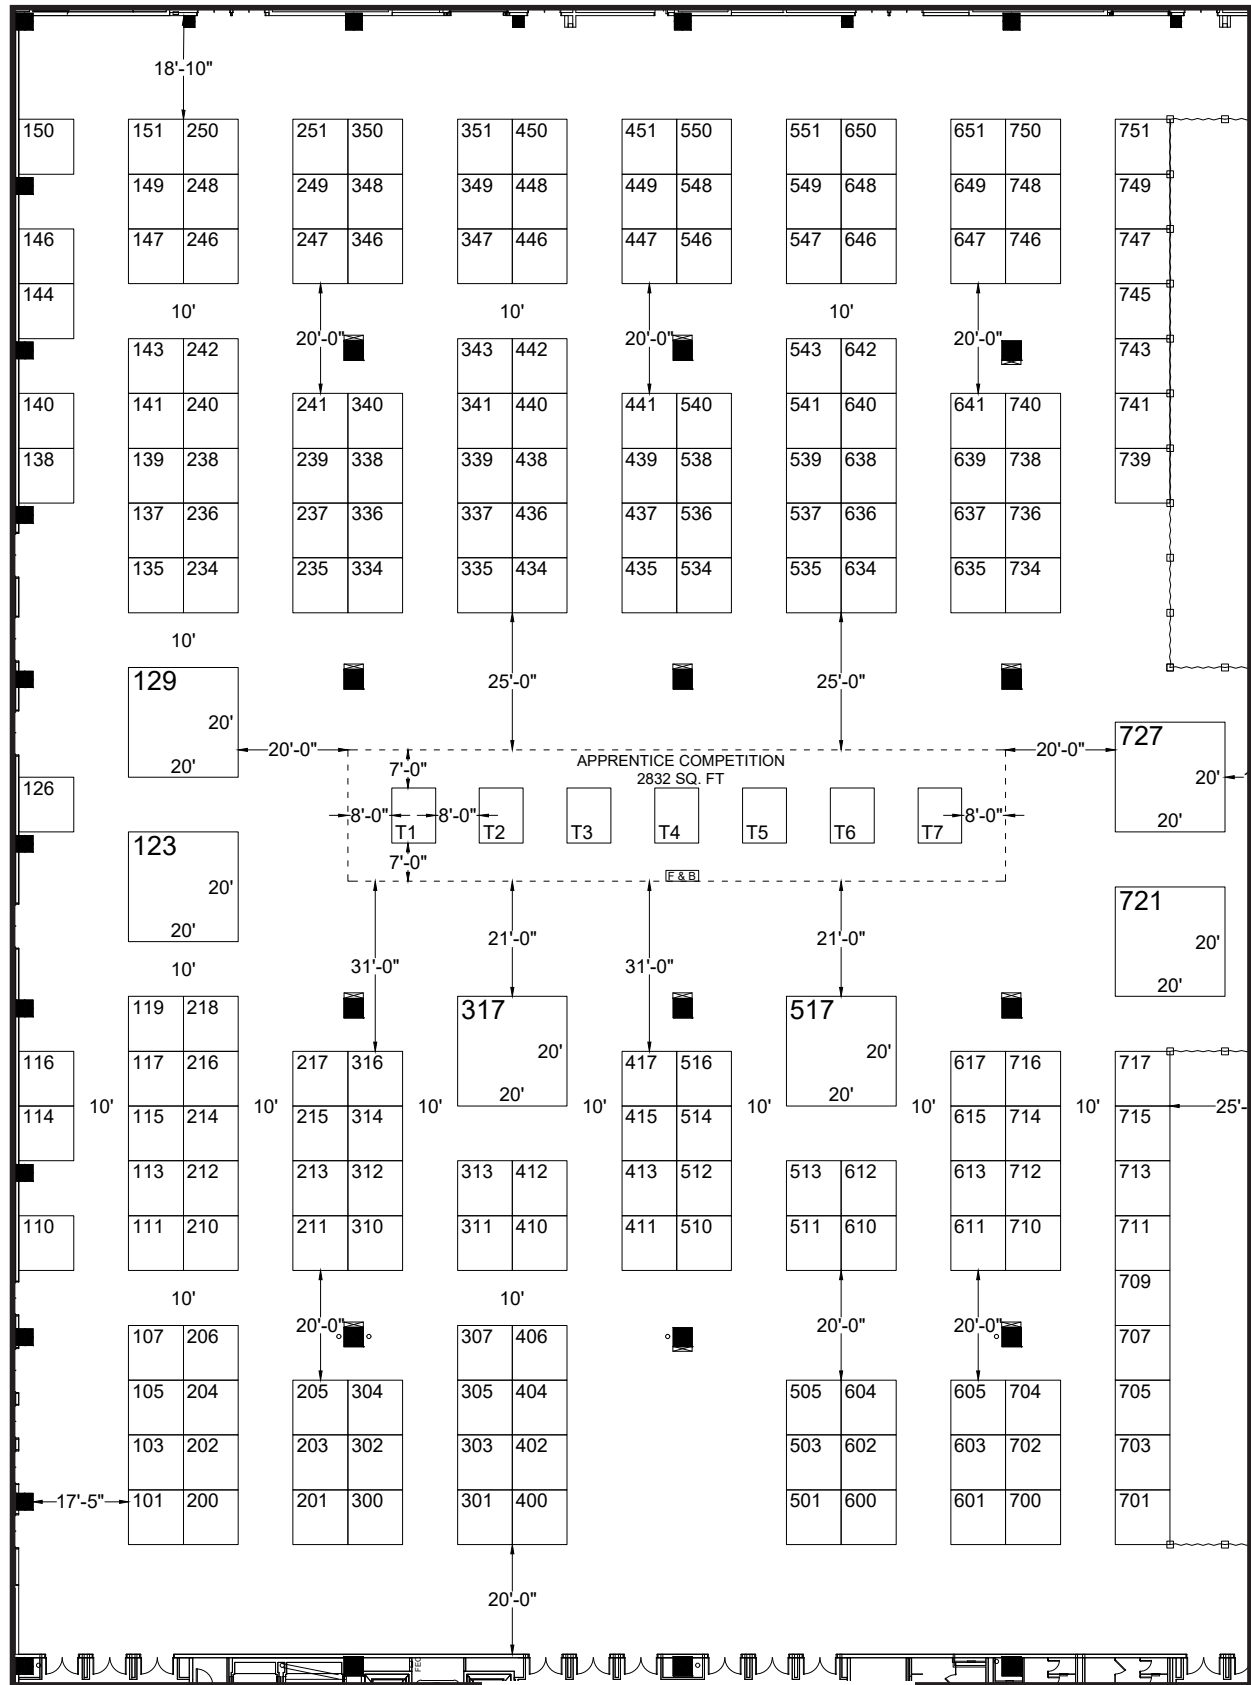 18'-10"
150 151 250 251 350 351 450 451 550 551 650 651 750 751
149 248 249 348 349 448 449 548 549 648 649 748 749
146 147 246 247 346 347 446 447 546 547 646 647 746 747
144 745
10' 10' 10'
20'-0" 20'-0" 20'-0"
143 242 343 442 543 642 743
140 141 240 241 340 341 440 441 540 541 640 641 740 741
138 139 238 239 338 339 438 439 538 539 638 639 738 739
137 236 237 336 337 436 437 536 537 636 637 736
135 234 235 334 335 434 435 534 535 634 635 734
10'
129 25'-0" 25'-0"
20' 727
20'-0" 20'-0"
20' APPRENTICE COMPETITION
7'-0" 2832 SQ. FT 20'
126
8'-0" 8'-0" 8'-0"
20'
T1 T2 T3 T4 T5 T6 T7
123
7'-0"
F & B
20' 721
20' 21'-0" 21'-0" 20'
10' 31'-0" 31'-0"
20'
119 218 317 517
116 117 216 217 316 20' 417 516 20' 617 716 717
20' 20'
10' 10' 10' 10' 10' 10' 10' 25'-
114 115 214 215 314 415 514 615 714 715
113 212 213 312 313 412 413 512 513 612 613 712 713
110 111 210 211 310 311 410 411 510 511 610 611 710 711
709
10' 10'
20'-0" 20'-0" 20'-0"
107 206 307 406 707
105 204 205 304 305 404 505 604 605 704 705
103 202 203 302 303 402 503 602 603 702 703
17'-5" 101 200 201 300 301 400 501 600 601 700 701
20'-0"
FEC